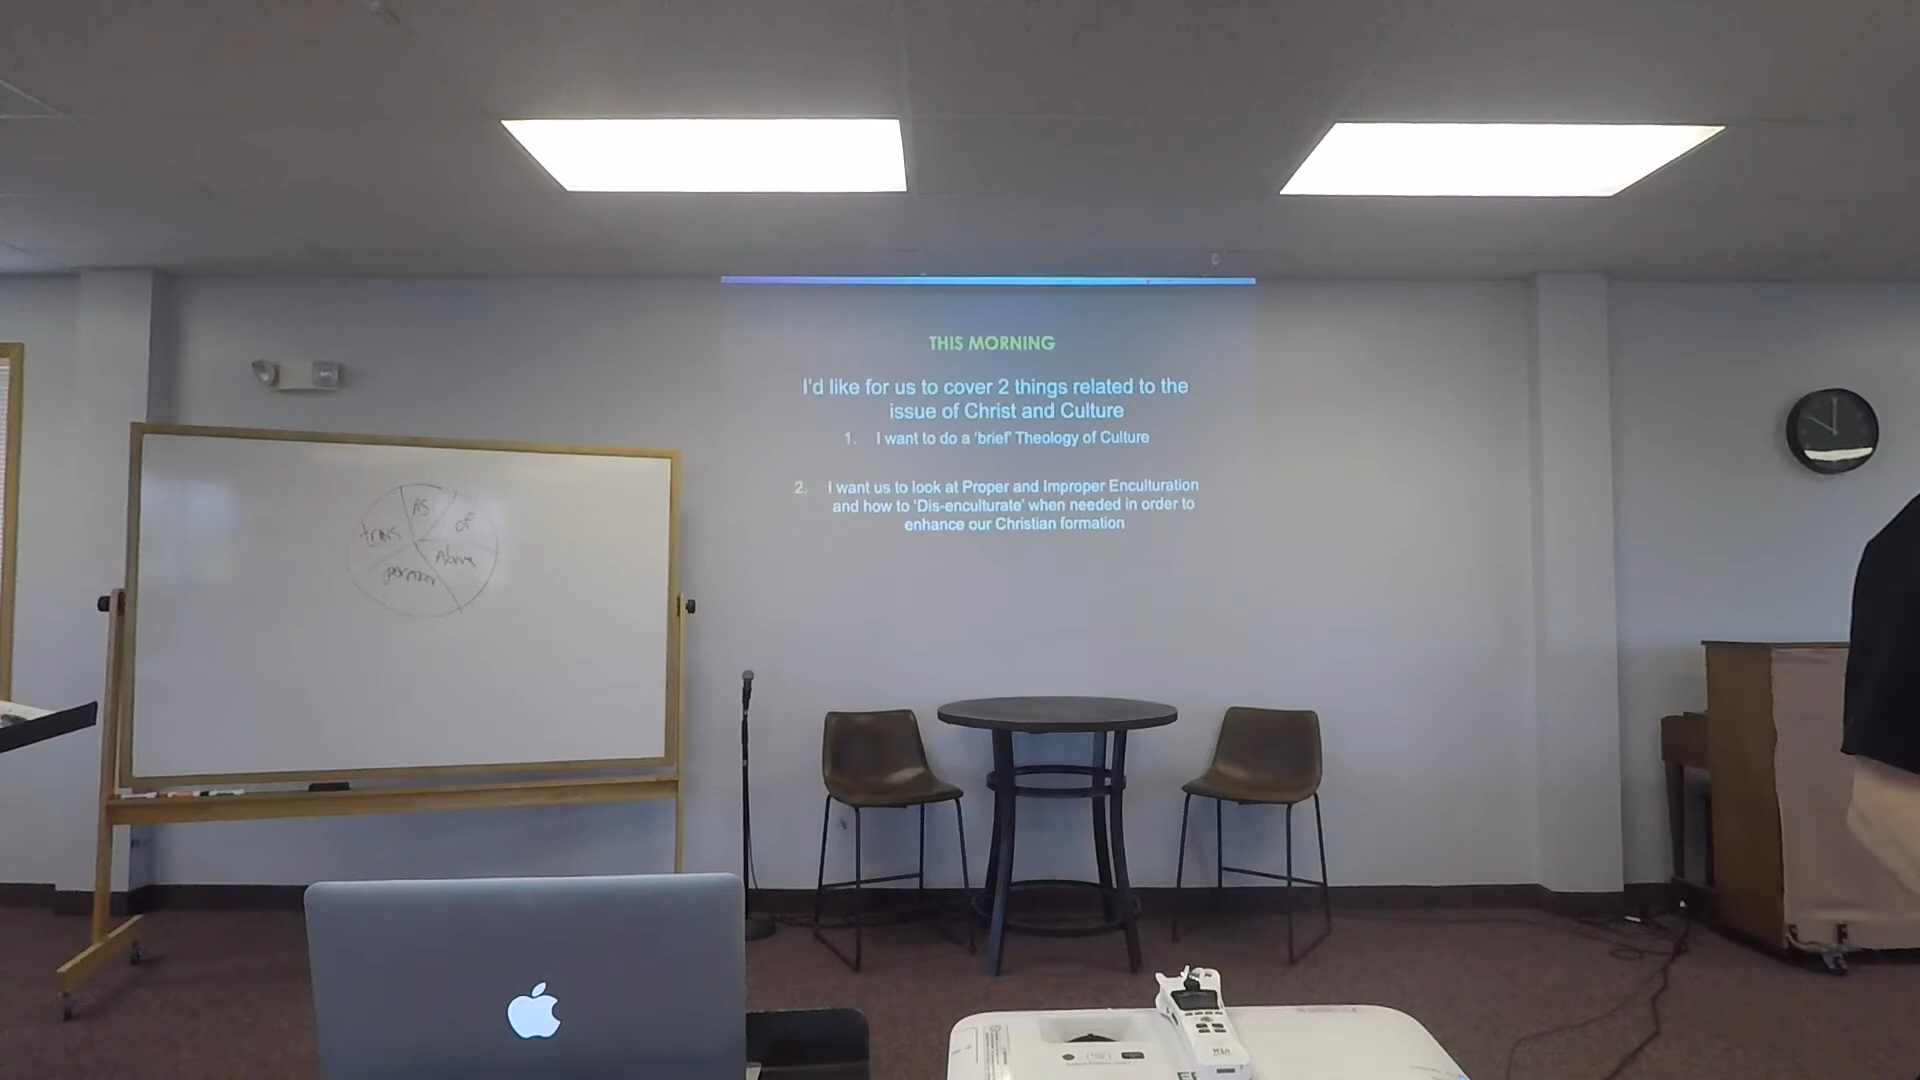 THIS MORNING
I'd like for us to cover 2 things related to the
issue of Christ and Culture
1. I want to do a 'brief' Theology of Culture
2. I want us to look at Proper and Improper Enculturation
and how to 'Dis-enculturate' when needed in order to
enhance our Christian formation
AS
of
trans
Above